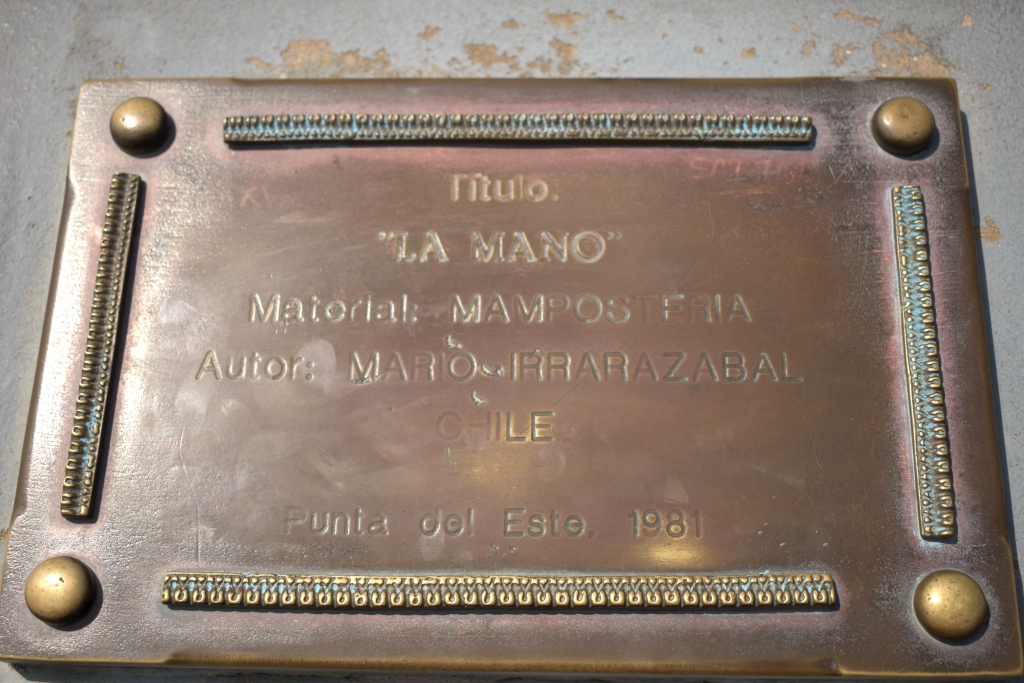 Título.
"LA MANO"
Material: MAMPOSTERIA
Autor: MARIO IRRARAZABAL
CHILE
Punta del Este, 1981